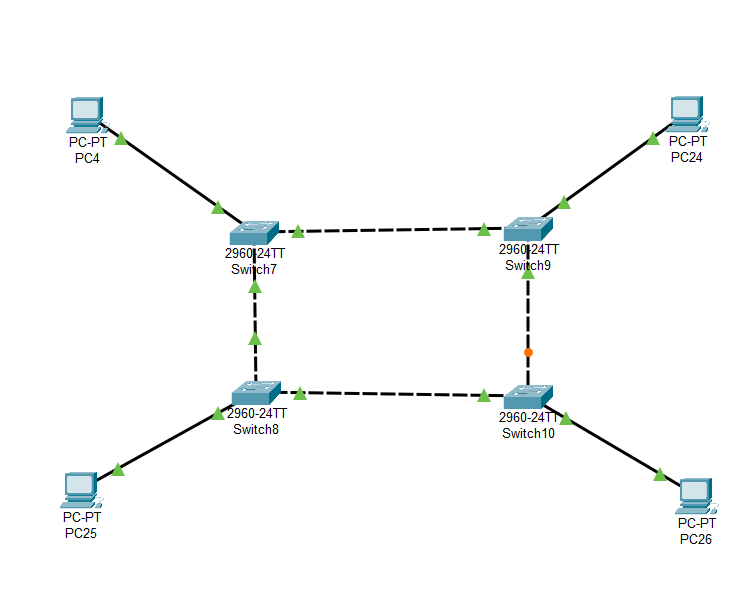 PC-PT
PC4
PC-PT
PC24
2960-24TT
Switch7
2960-24TT
Switch9
2960-24TT
Switch8
2960-24TT
Switch10
PC-PT
PC25
PC-PT
PC26